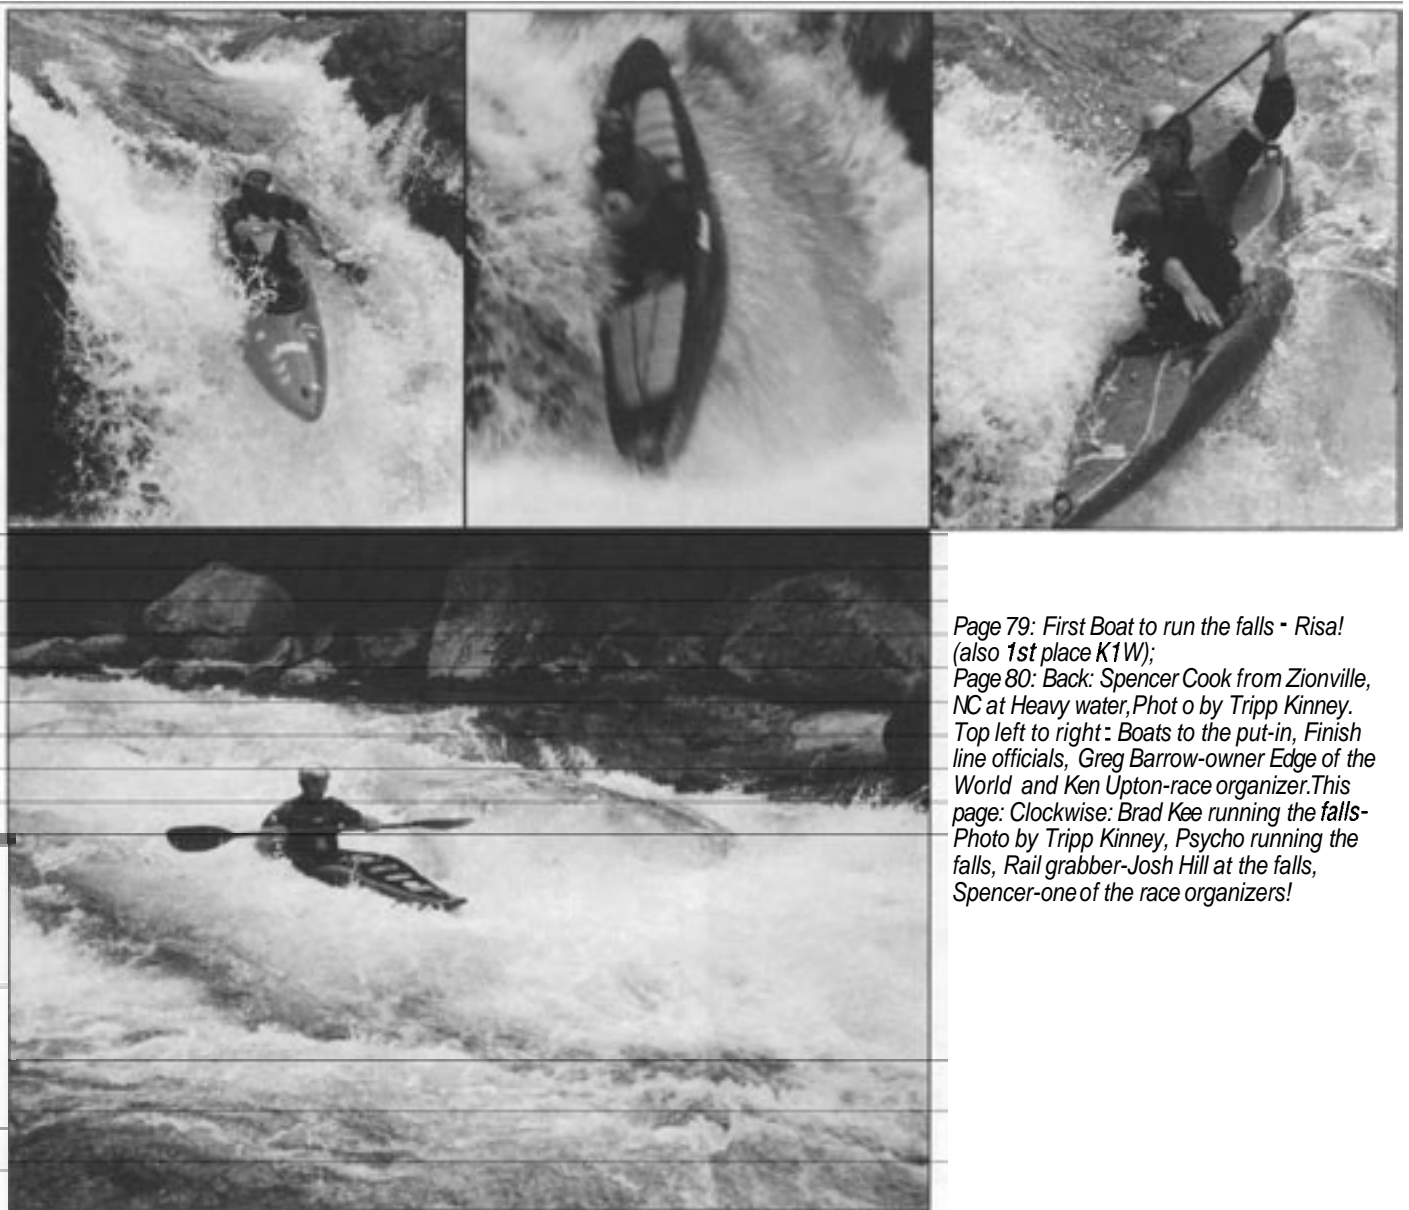 Page 79: First Boat to run the falls - Risa!
(also 1st place K1W);
Page 80: Back: Spencer Cook from Zionville,
NC at Heavy water,Phot o by Tripp Kinney.
Top left to right: Boats to the put-in, Finish
line officials, Greg Barrow-owner Edge of the
World and Ken Upton-race organizer.This
page: Clockwise: Brad Kee running the falls-
Photo by Tripp Kinney, Psycho running the
falls, Rail grabber-Josh Hill at the falls,
Spencer-one of the race organizers!